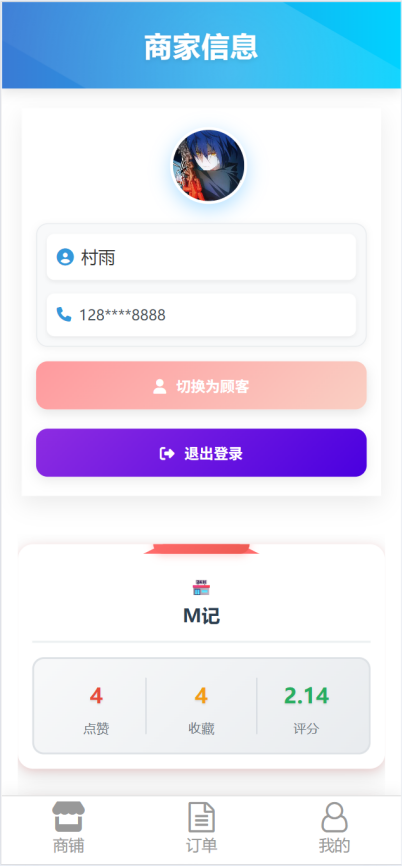 商家信息
村雨
128****8888
切换为顾客
退出登录
M记
4
4
2.14
点赞
收藏
评分
商铺
订单
我的